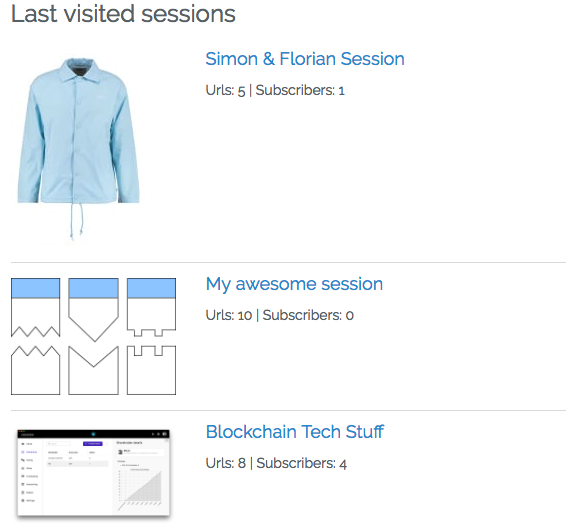 Last visited sessions
Simon & Florian Session
Urls: 5 | Subscribers: 1
My awesome session
Urls: 10 | Subscribers: 0
Blockchain Tech Stuff
Urls: 8 | Subscribers: 4